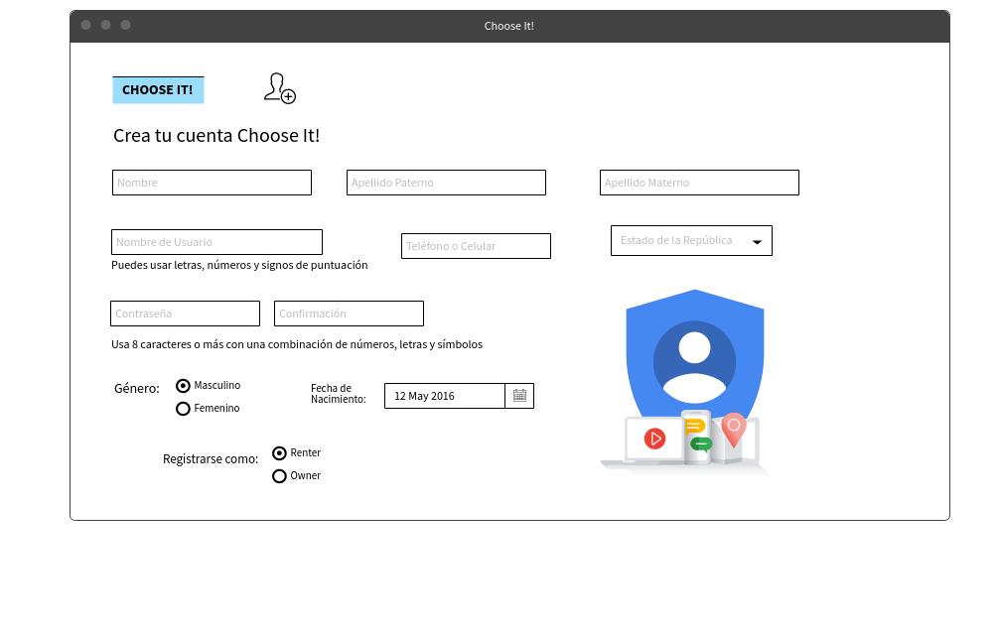 Choose It!
CHOOSE IT!
Crea tu cuenta Choose It!
Nombre
Apellido Paterno
Apellido Materno
Nombre de Usuario
Teléfono o Celular
Estado de la República
Puedes usar letras, números y signos de puntuación
Contraseña
Confirmación
Usa 8 caracteres o más con una combinación de números, letras y símbolos
Género:
Masculino
Femenino
Fecha de
Nacimiento:
12 May 2016
Registrarse como:
Renter
Owner